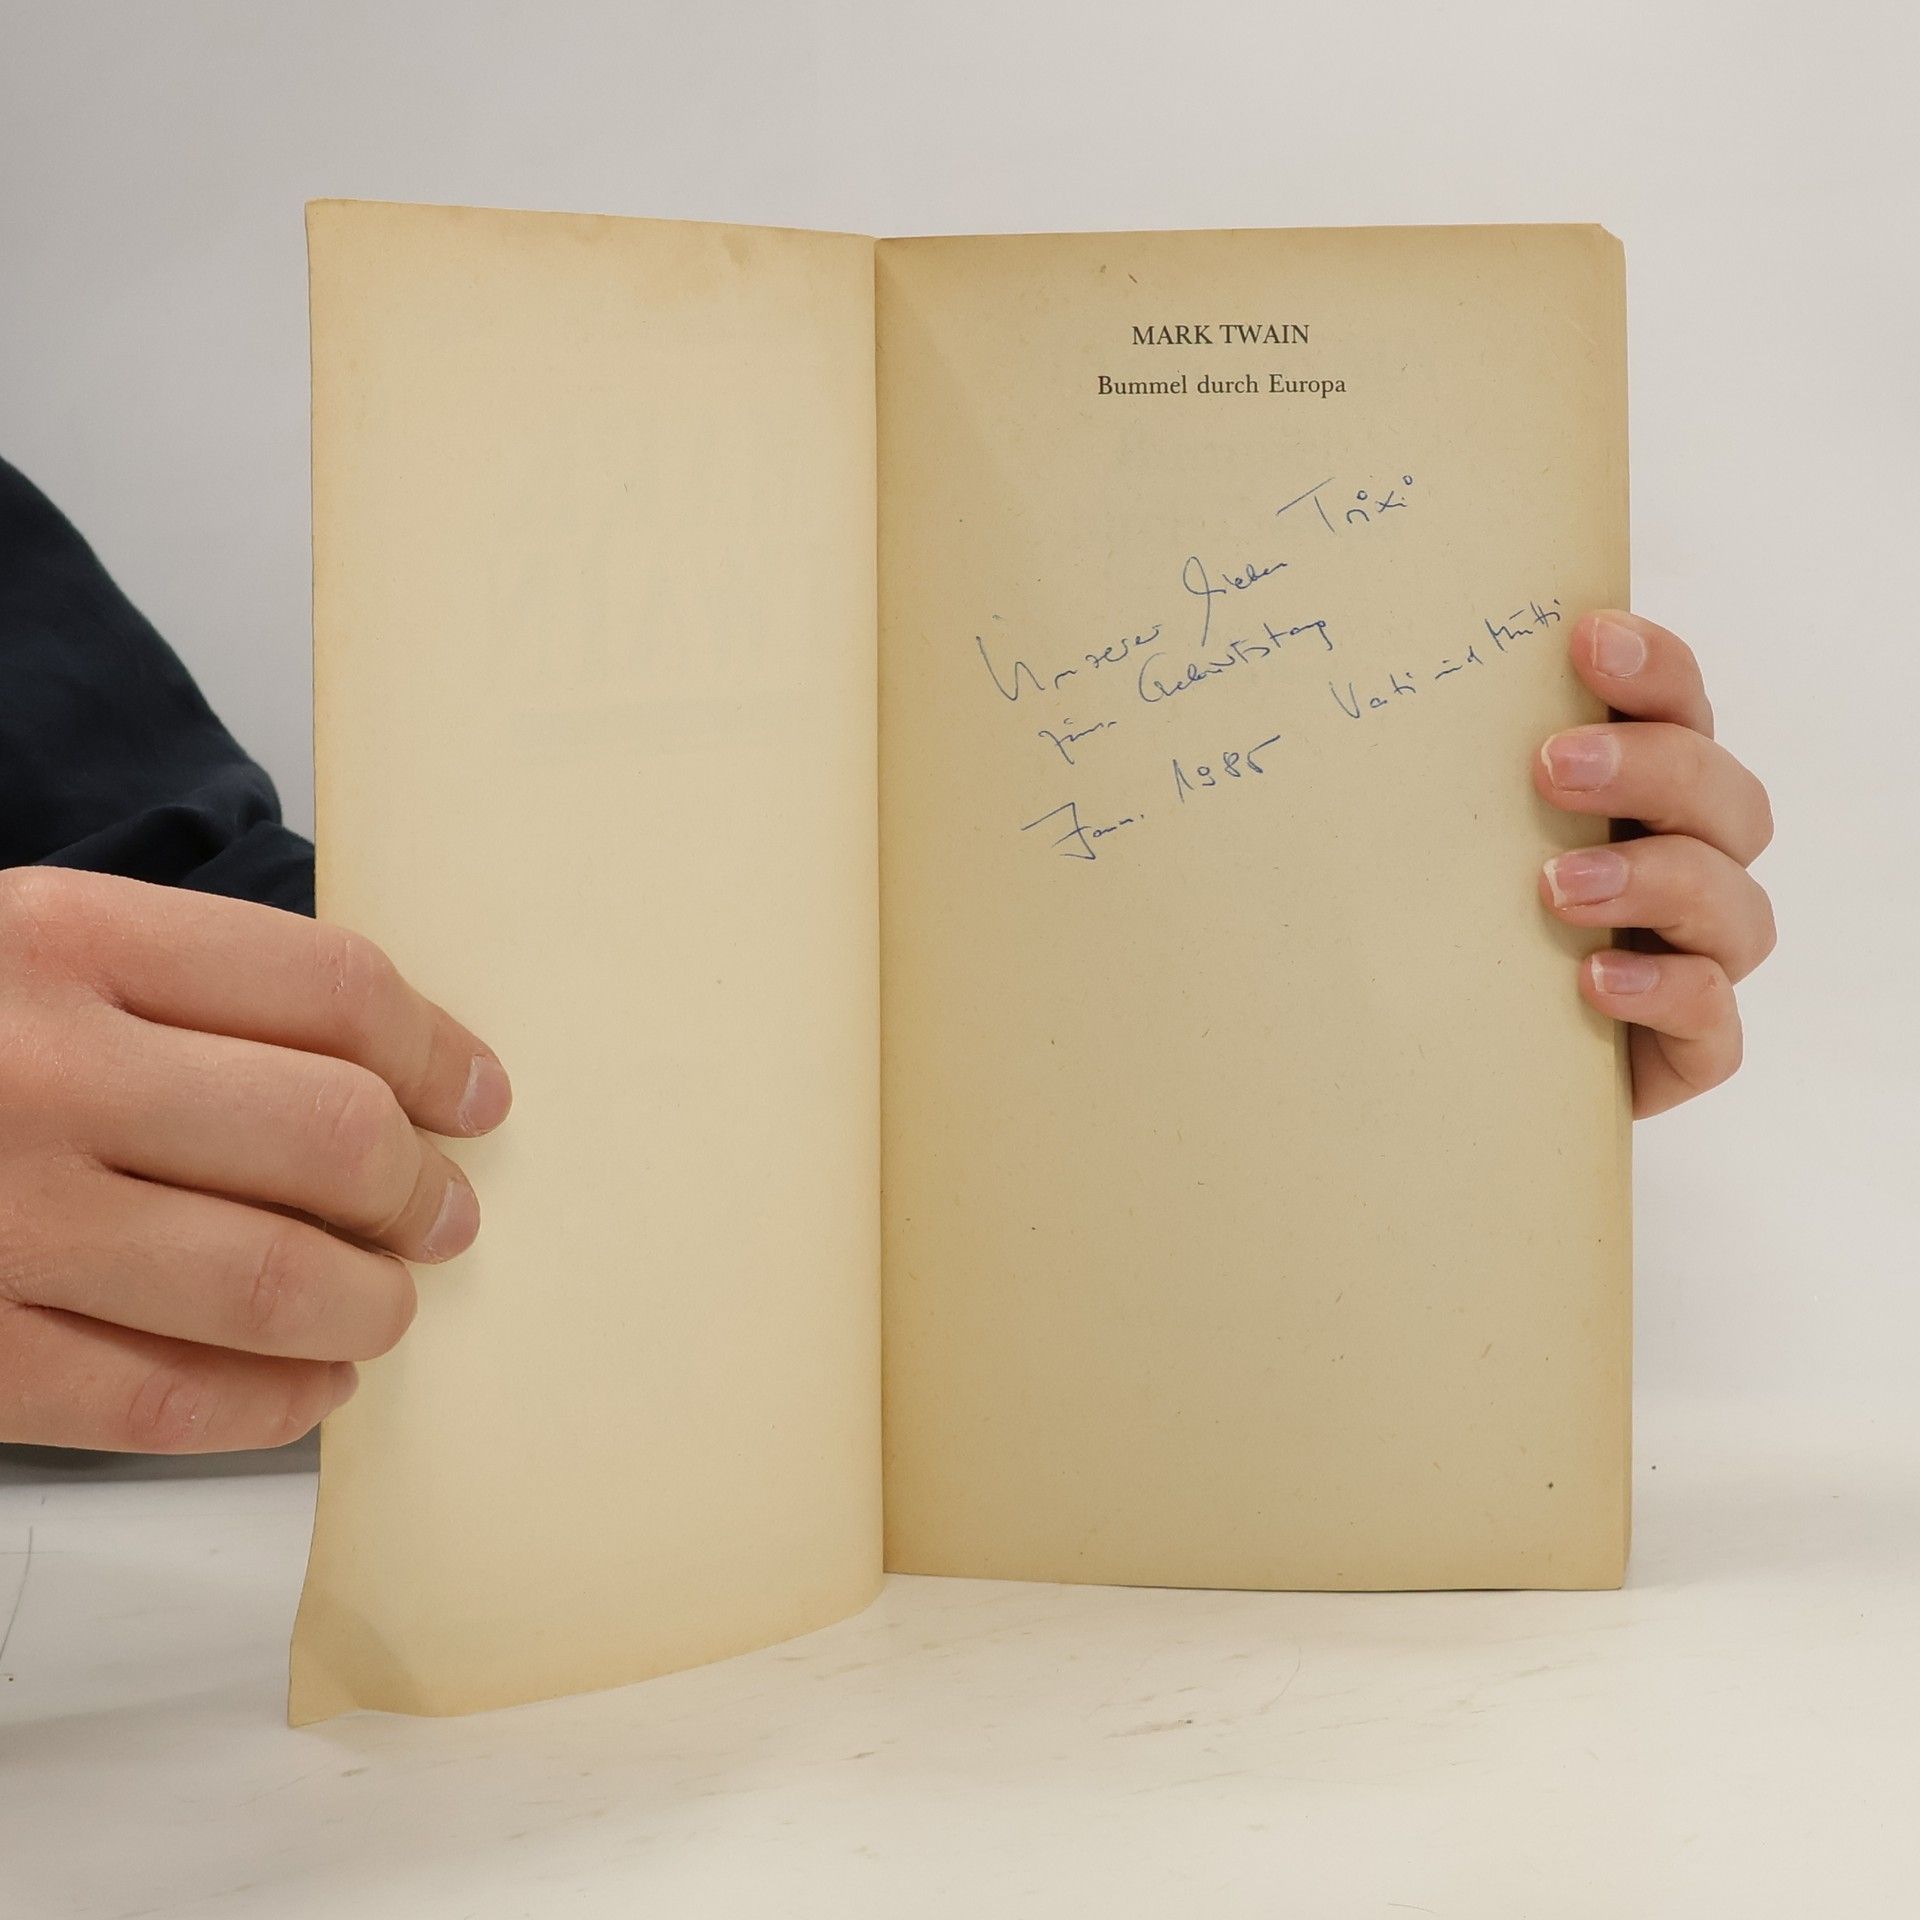 MARK TWAIN
Bummel durch Europa
Unserer lieben Trixi
zum Geburtstag
Vati und Mutti
Jan. 1985